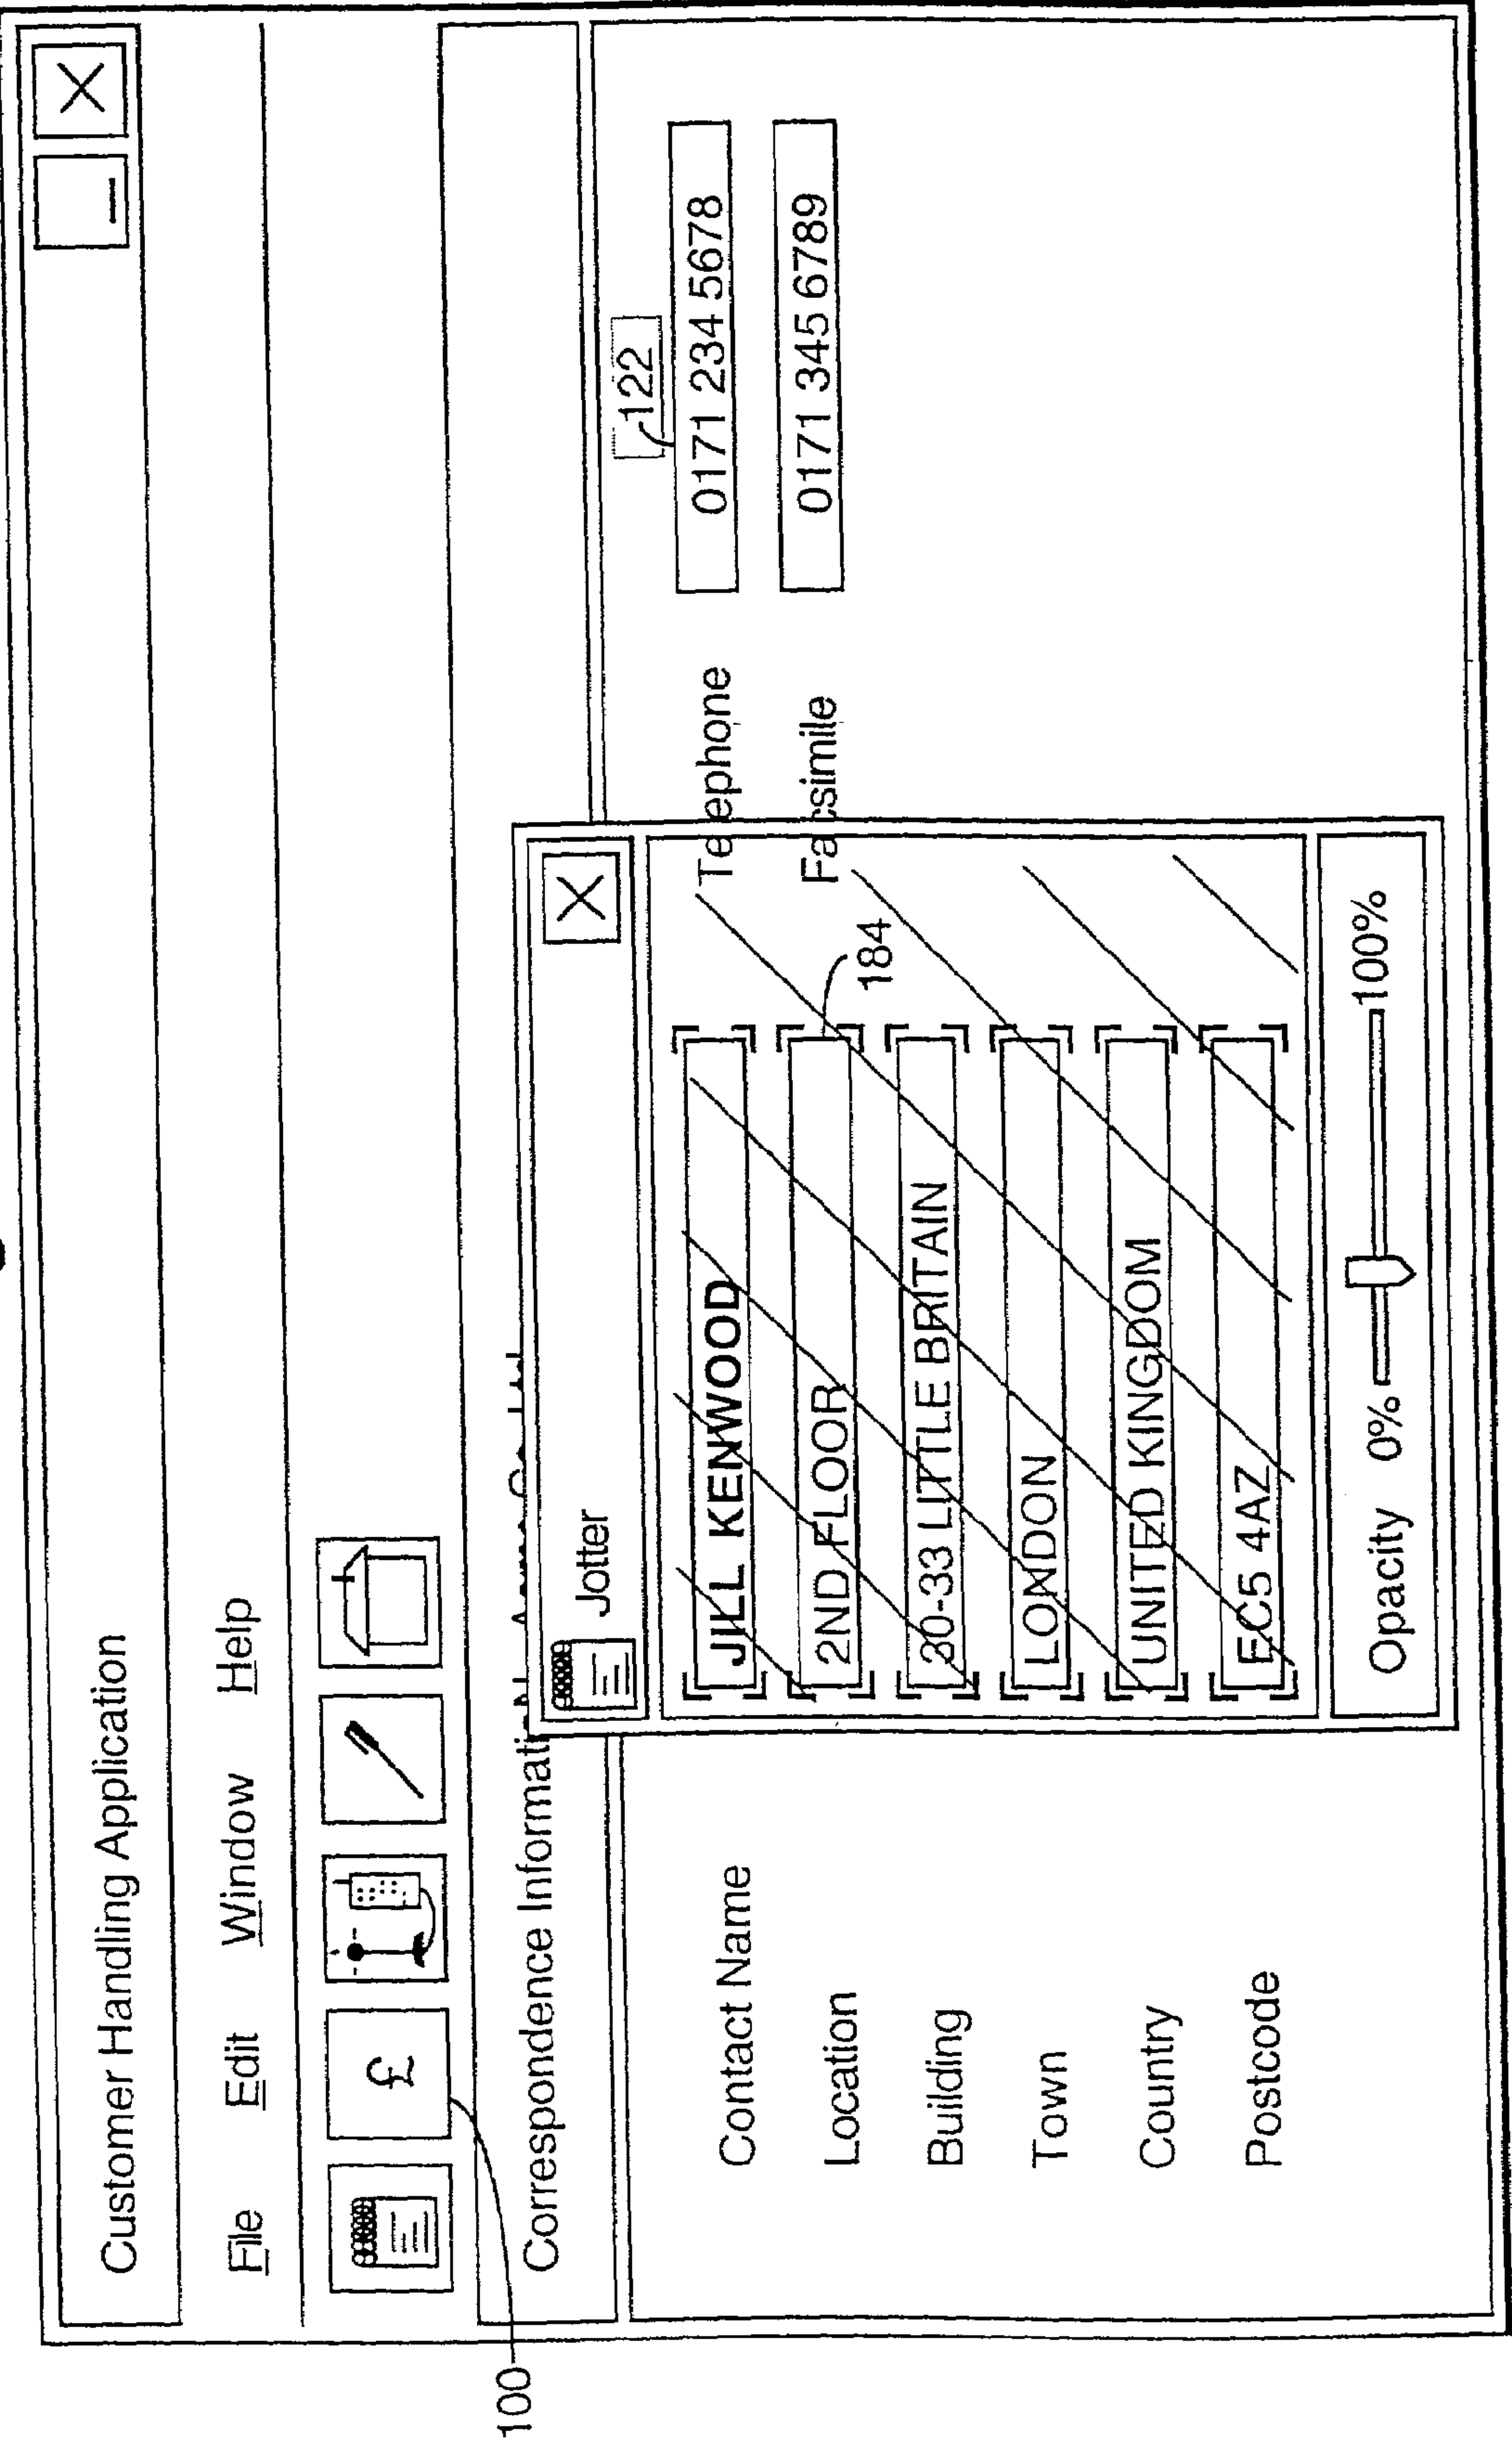 Customer Handling Application
File Edit Window Help
£
100
Correspondence Informati
Jotter
122
Contact Name JILL KENWOOD Telephone 0171 234 5678
Location 2ND FLOOR Facsimile 0171 345 6789
184
Building 30-33 LITTLE BRITAIN
Town LONDON
Country UNITED KINGDOM
Postcode EC5 4AZ
Opacity 0% 100%